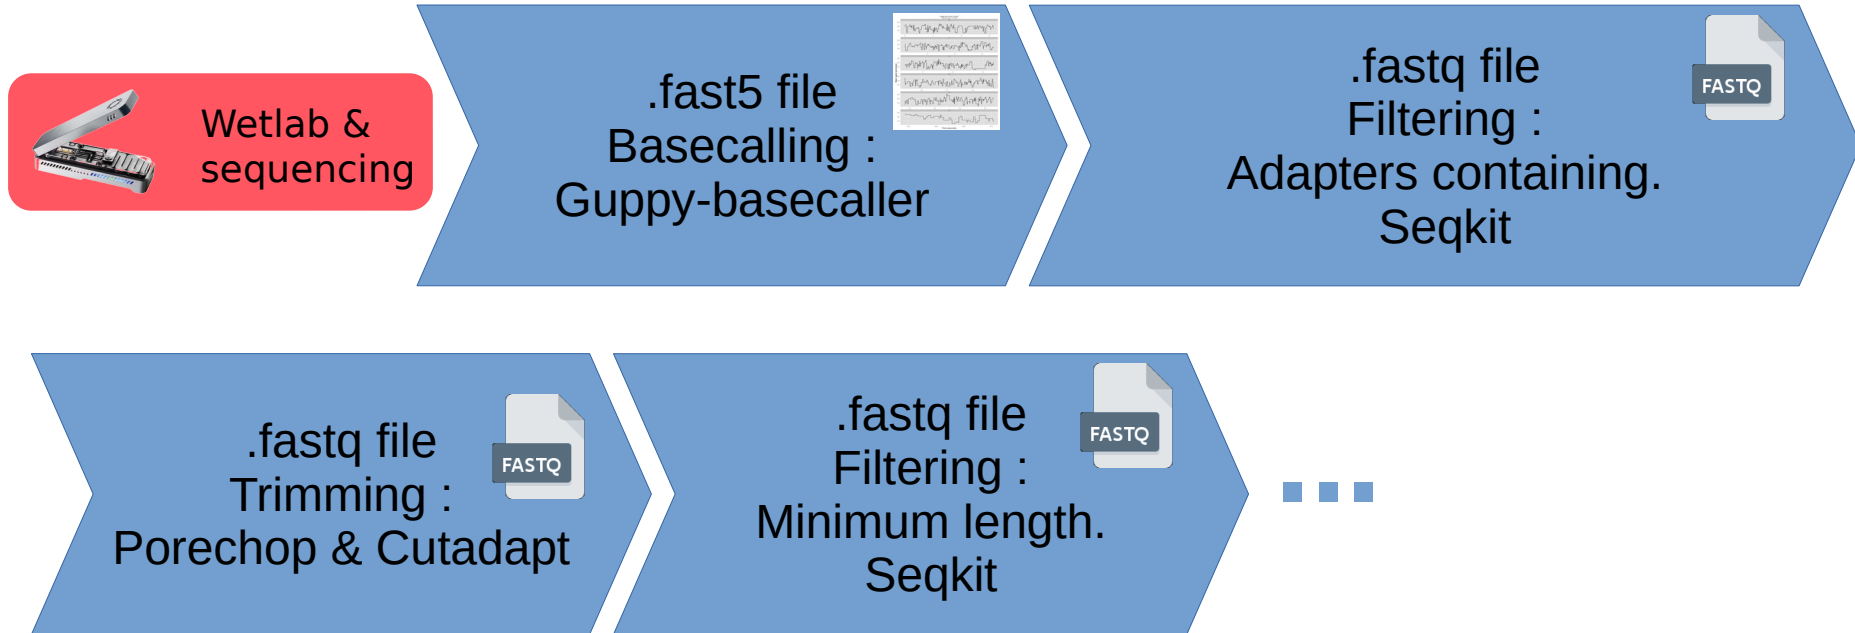 Wetlab &
sequencing
.fast5 file
Basecalling :
Guppy-basecaller
.fastq file
Filtering :
Adapters containing.
Seqkit
FASTQ
.fastq file
Trimming :
Porechop & Cutadapt
FASTQ
.fastq file
Filtering :
Minimum length.
Seqkit
FASTQ